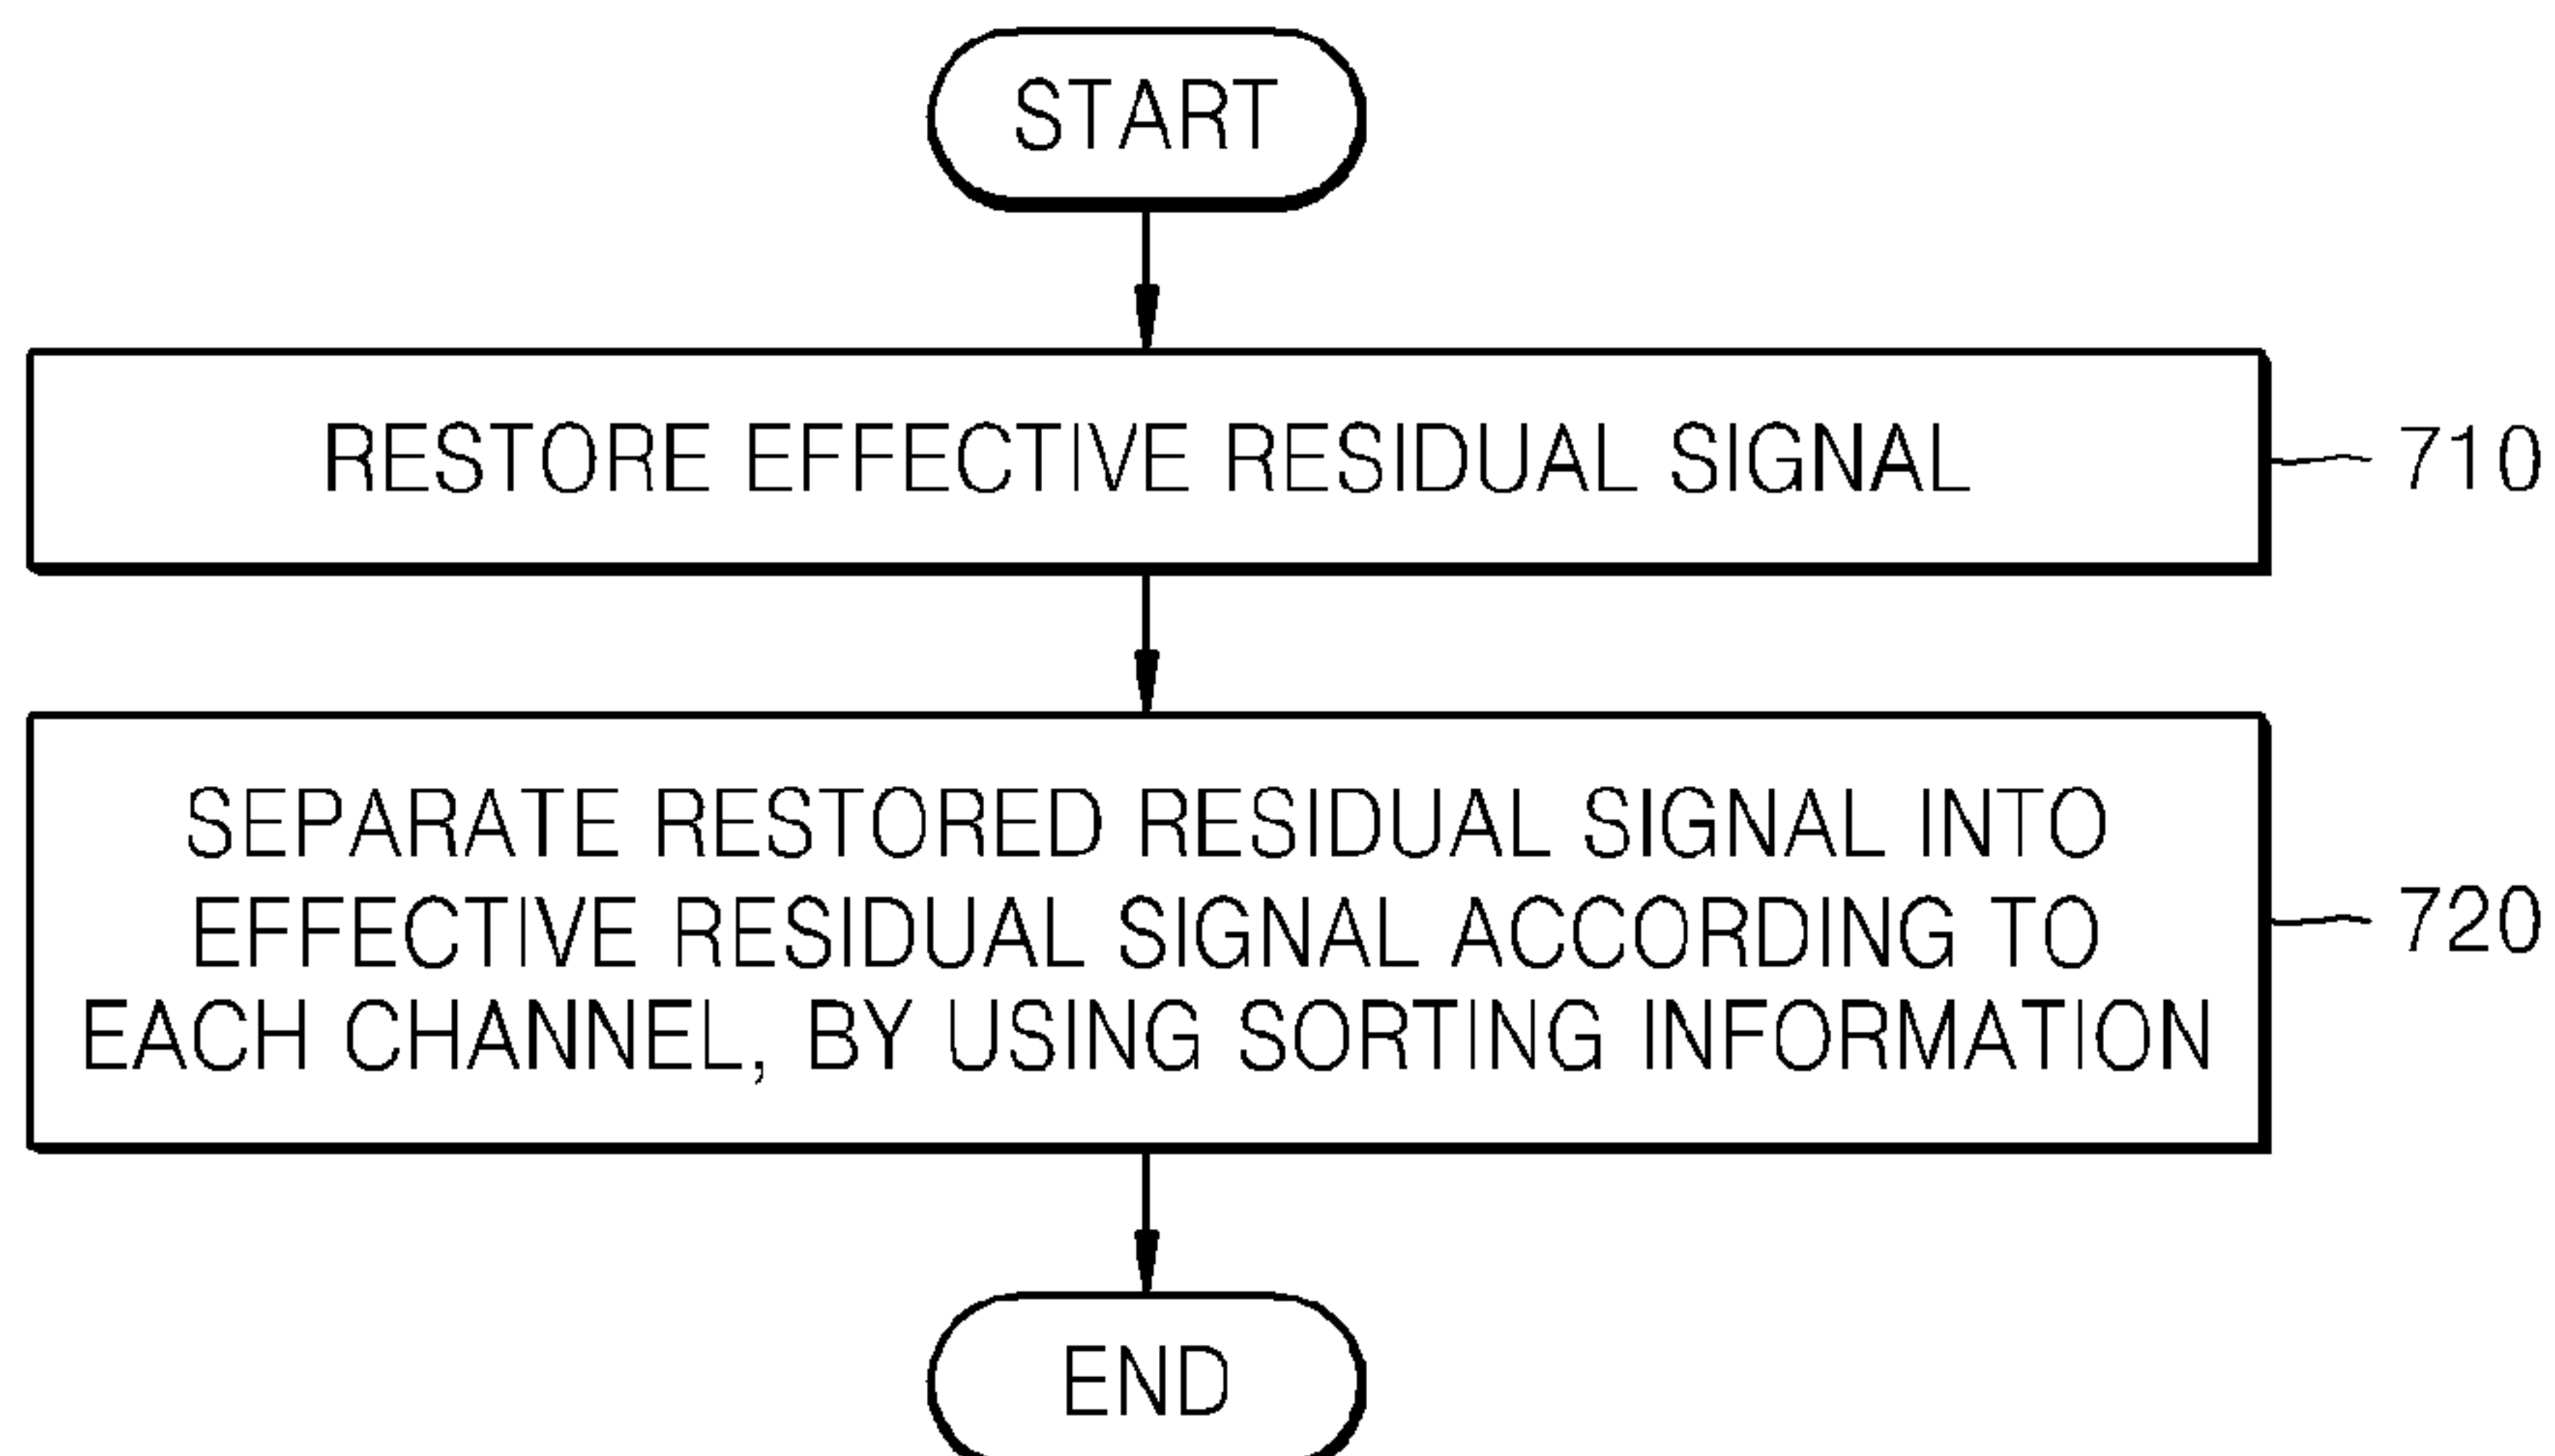 START
RESTORE EFFECTIVE RESIDUAL SIGNAL
710
SEPARATE RESTORED RESIDUAL SIGNAL INTO
EFFECTIVE RESIDUAL SIGNAL ACCORDING TO
EACH CHANNEL, BY USING SORTING INFORMATION
720
END